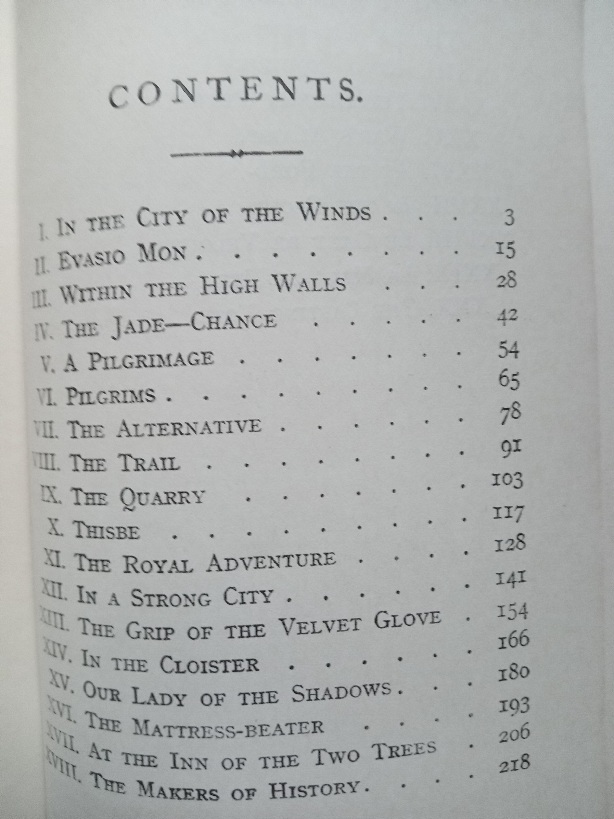 CONTENTS.
I. IN THE CITY OF THE WINDS . . . 3
II. EVASIO MON . . . . . . . . 15
III. WITHIN THE HIGH WALLS . . . 28
IV. THE JADE—CHANCE . . . . . 42
V. A PILGRIMAGE . . . . . . . 54
VI. PILGRIMS . . . . . . . . . 65
VII. THE ALTERNATIVE . . . . . 78
VIII. THE TRAIL . . . . . . . . 91
IX. THE QUARRY . . . . . . . 103
X. THISBE . . . . . . . . . 117
XI. THE ROYAL ADVENTURE . . . . 128
XII. IN A STRONG CITY . . . . . . 141
XIII. THE GRIP OF THE VELVET GLOVE . 154
XIV. IN THE CLOISTER . . . . . . 166
XV. OUR LADY OF THE SHADOWS . . . 180
XVI. THE MATTRESS-BEATER . . . . 193
XVII. AT THE INN OF THE TWO TREES . 206
XVIII. THE MAKERS OF HISTORY . . . . 218